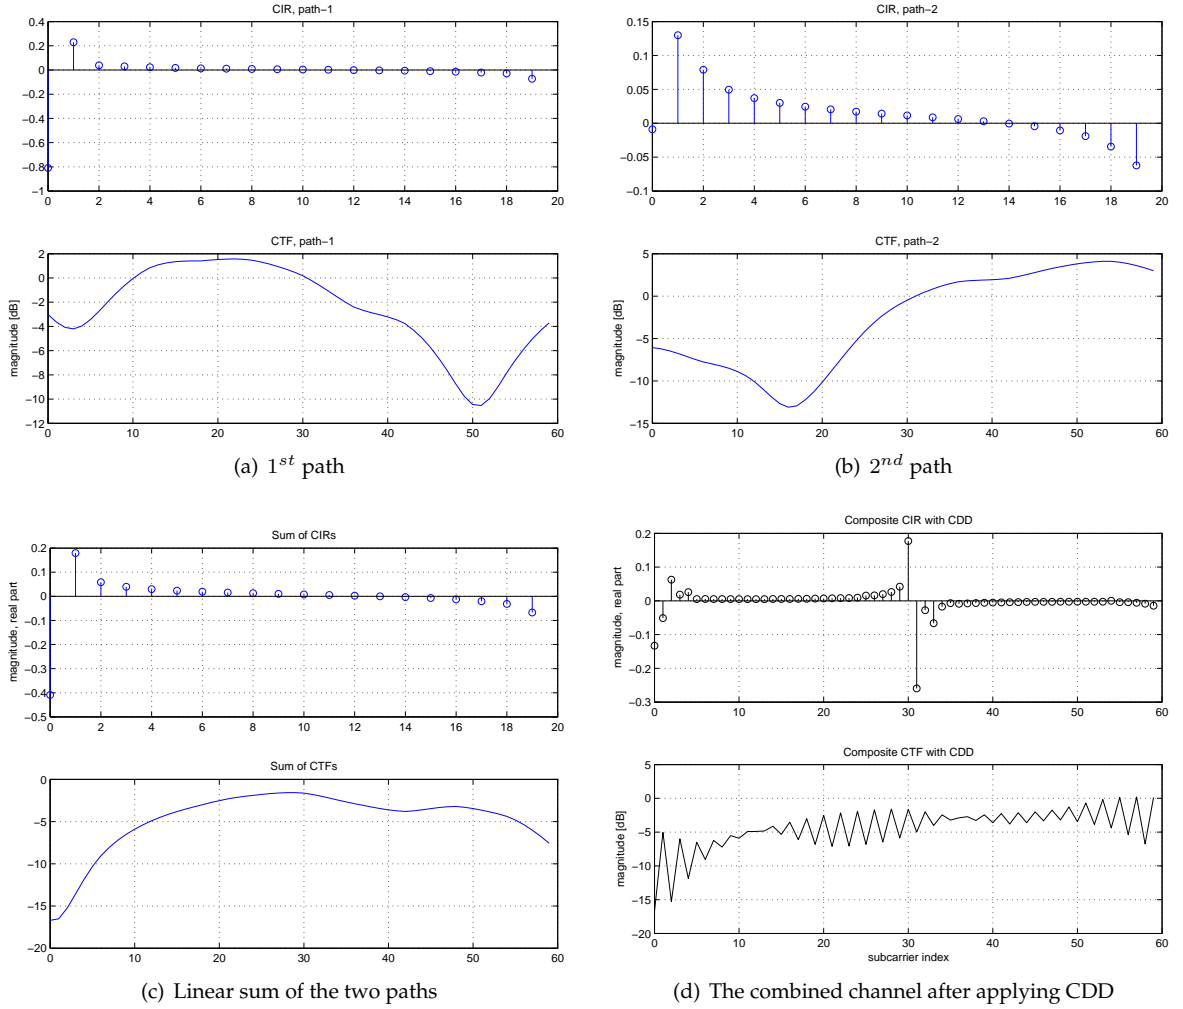 CIR, path−1
0.4
0.2
0
−0.2
−0.4
−0.6
−0.8
−1
0 2 4 6 8 10 12 14 16 18 20
CTF, path−1
magnitude [dB]
2
0
−2
−4
−6
−8
−10
−12
0 10 20 30 40 50 60
(a) 1st path
CIR, path−2
0.15
0.1
0.05
0
−0.05
−0.1
0 2 4 6 8 10 12 14 16 18 20
CTF, path−2
magnitude [dB]
5
0
−5
−10
−15
0 10 20 30 40 50 60
(b) 2nd path
Sum of CIRs
magnitude, real part
0.2
0.1
0
−0.1
−0.2
−0.3
−0.4
−0.5
0 2 4 6 8 10 12 14 16 18 20
Sum of CTFs
0
−5
−10
−15
−20
0 10 20 30 40 50 60
(c) Linear sum of the two paths
Composite CIR with CDD
magnitude, real part
0.2
0.1
0
−0.1
−0.2
−0.3
0 10 20 30 40 50 60
Composite CTF with CDD
magnitude [dB]
5
0
−5
−10
−15
−20
0 10 20 30 40 50 60
subcarrier index
(d) The combined channel after applying CDD